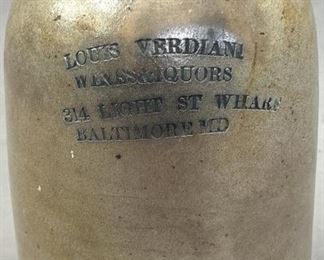 LOUIS VERDIANI
WINES & LIQUORS
314 LIGHT ST WHARF
BALTIMORE MD